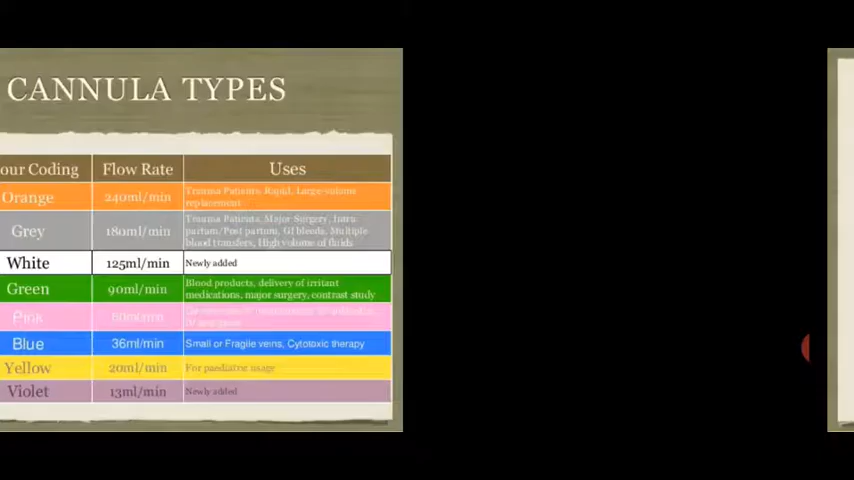 CANNULA TYPES
our Coding Flow Rate Uses
Orange 240ml/min Trauma Patients, Rapid, Large-volume
replacement
Grey 180ml/min Trauma Patients, Major Surgery, Intra
partum/Post partum, GI bleeds, Multiple
blood transfers, High volume of fluids
White 125ml/min Newly added
Green 90ml/min Blood products, delivery of irritant
medications, major surgery, contrast study
Pink 60ml/min
Blue 36ml/min Small or Fragile veins, Cytotoxic therapy
Yellow 20ml/min For paediatric usage
Violet 13ml/min Newly added